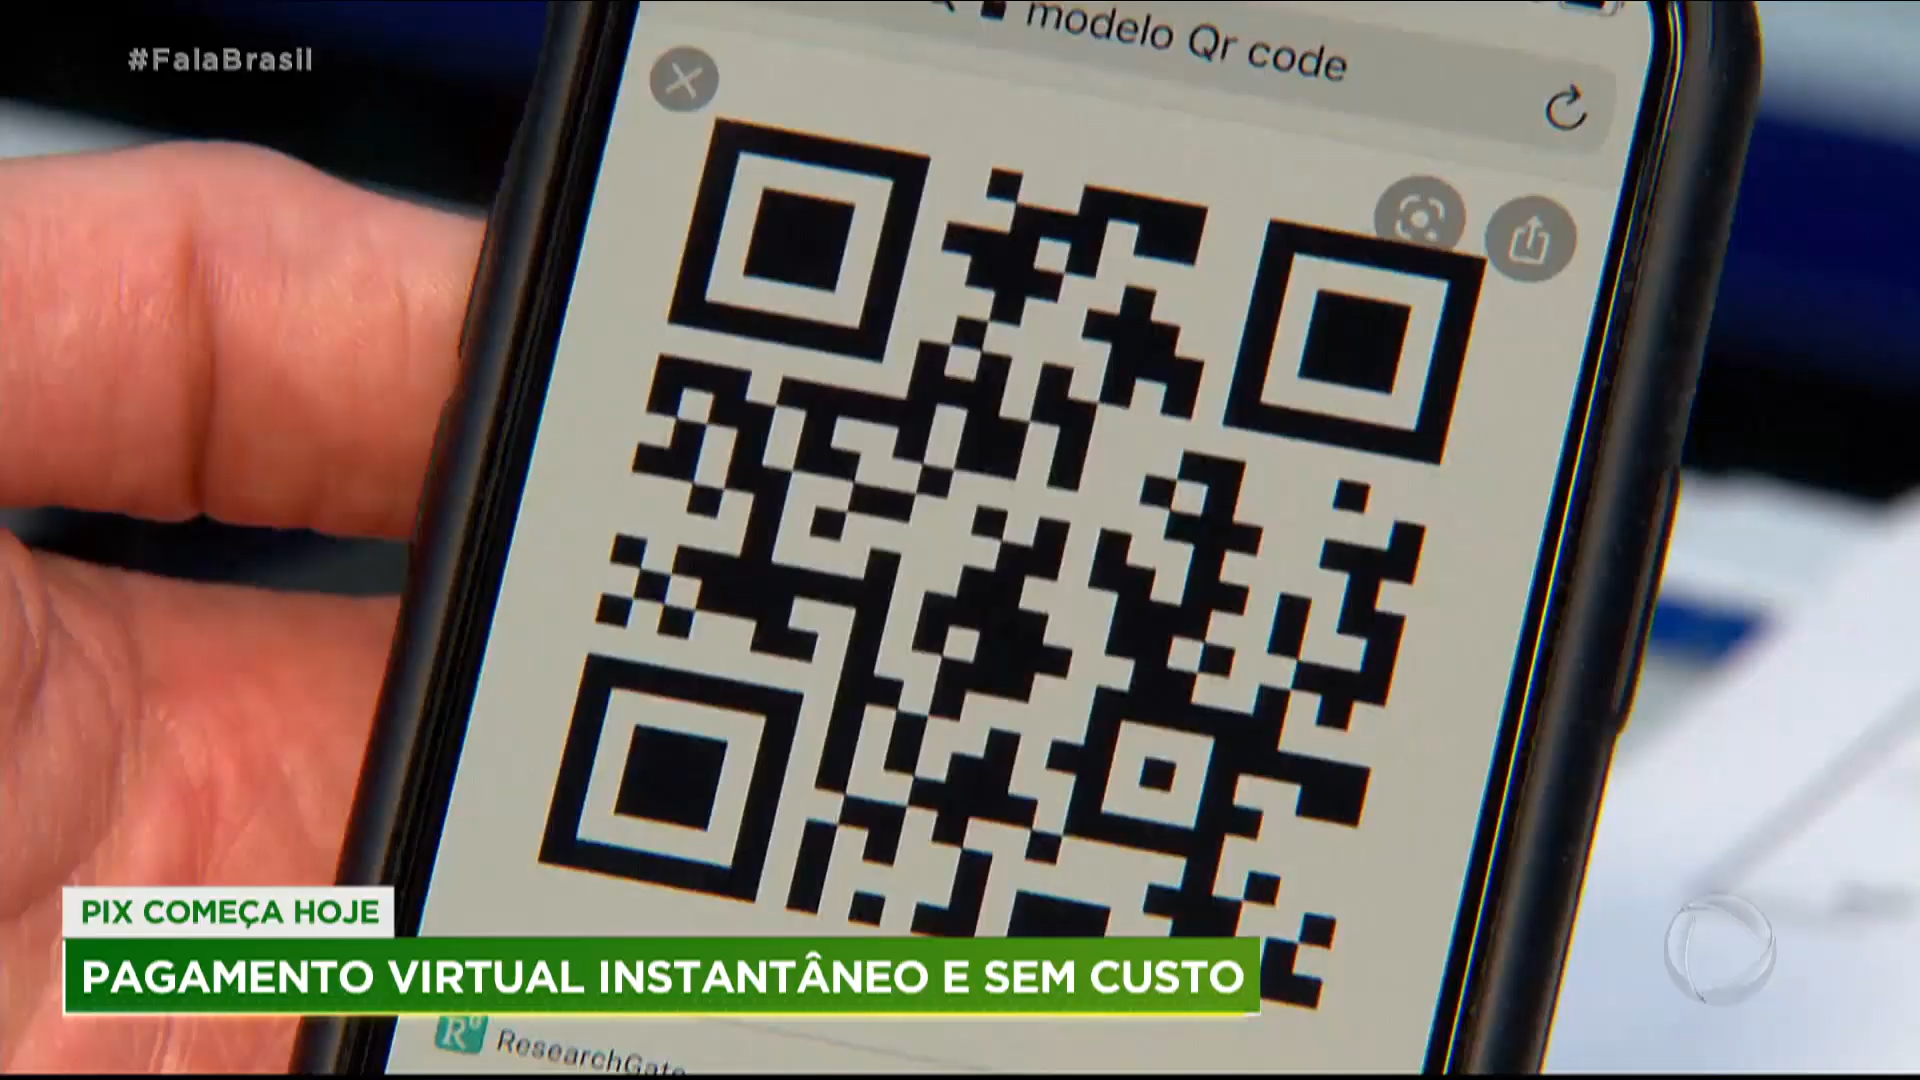 #FalaBrasil
modelo Qr code
PIX COMEÇA HOJE
PAGAMENTO VIRTUAL INSTANTÂNEO E SEM CUSTO
ResearchGate